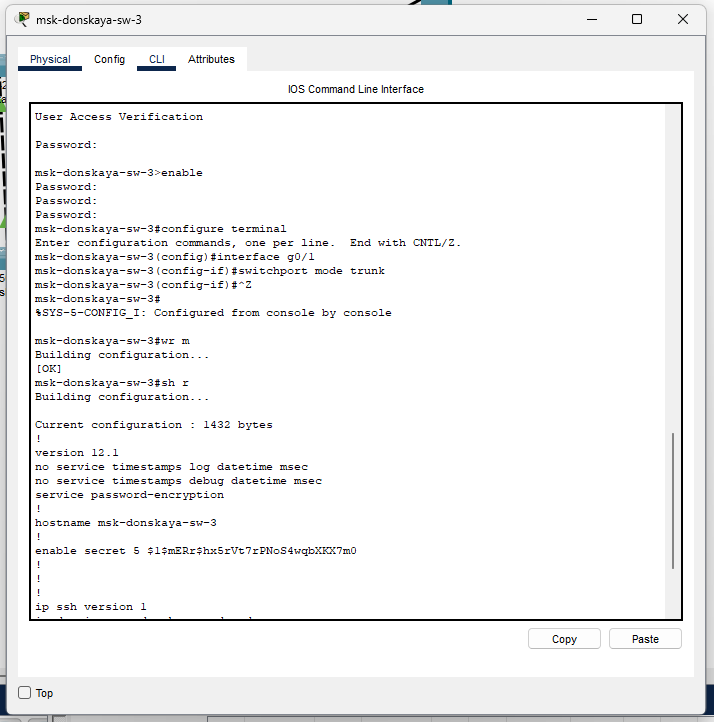 msk-donskaya-sw-3
Physical Config CLI Attributes
IOS Command Line Interface
User Access Verification
Password:
msk-donskaya-sw-3>enable
Password:
Password:
Password:
msk-donskaya-sw-3#configure terminal
Enter configuration commands, one per line.  End with CNTL/Z.
msk-donskaya-sw-3(config)#interface g0/1
msk-donskaya-sw-3(config-if)#switchport mode trunk
msk-donskaya-sw-3(config-if)#^Z
msk-donskaya-sw-3#
%SYS-5-CONFIG_I: Configured from console by console
msk-donskaya-sw-3#wr m
Building configuration...
[OK]
msk-donskaya-sw-3#sh r
Building configuration...
Current configuration : 1432 bytes
!
version 12.1
no service timestamps log datetime msec
no service timestamps debug datetime msec
service password-encryption
!
hostname msk-donskaya-sw-3
!
enable secret 5 $1$mERr$hx5rVt7rPNoS4wqbXKX7m0
!
!
!
ip ssh version 1
Copy Paste
Top